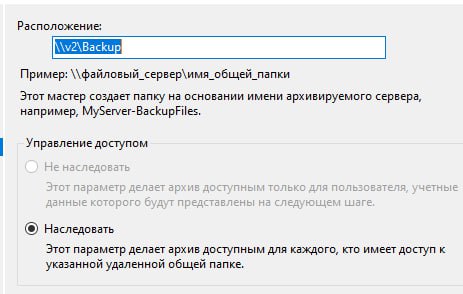 Расположение:
\\v2\Backup
Пример: \\файловый_сервер\имя_общей_папки
Этот мастер создает папку на основании имени архивируемого сервера,
например, MyServer-BackupFiles.
Управление доступом
Не наследовать
Этот параметр делает архив доступным только для пользователя, учетные
данные которого будут представлены на следующем шаге.
Наследовать
Этот параметр делает архив доступным для каждого, кто имеет доступ к
указанной удаленной общей папке.